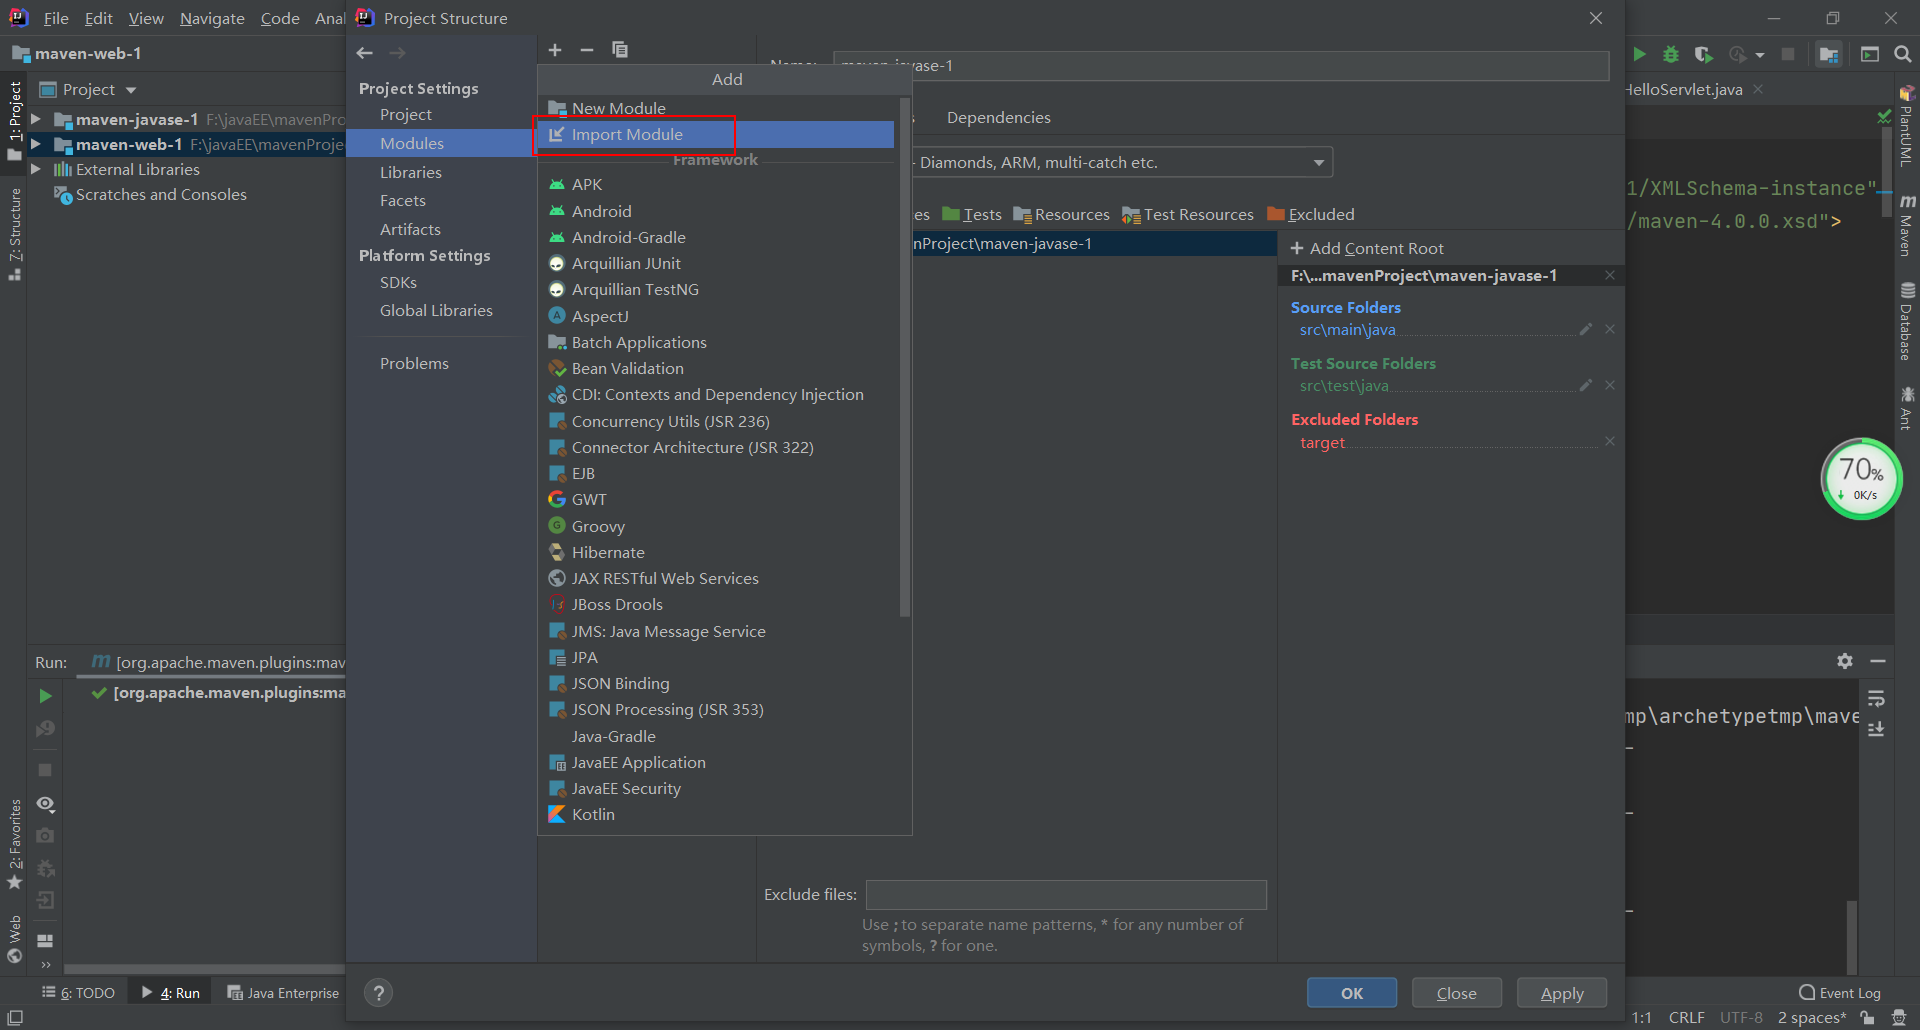 File Edit View Navigate Code Anal
Project Structure
maven-web-1
Project
maven-javase-1 F:\javaEE\mavenPro
maven-web-1 F:\javaEE\mavenProje
External Libraries
Scratches and Consoles
1: Project
7: Structure
2: Favorites
Web
Project Settings
Project
Modules
Libraries
Facets
Artifacts
Platform Settings
SDKs
Global Libraries
Problems
Add
New Module
Import Module
Framework
APK
Android
Android-Gradle
Arquillian JUnit
Arquillian TestNG
AspectJ
Batch Applications
Bean Validation
CDI: Contexts and Dependency Injection
Concurrency Utils (JSR 236)
Connector Architecture (JSR 322)
EJB
GWT
Groovy
Hibernate
JAX RESTful Web Services
JBoss Drools
JMS: Java Message Service
JPA
JSON Binding
JSON Processing (JSR 353)
Java-Gradle
JavaEE Application
JavaEE Security
Kotlin
-javase-1
Dependencies
- Diamonds, ARM, multi-catch etc.
es Tests Resources Test Resources Excluded
nProject\maven-javase-1
Add Content Root
F:\...mavenProject\maven-javase-1
Source Folders
src\main\java
Test Source Folders
src\test\java
Excluded Folders
target
Exclude files:
Use ; to separate name patterns, * for any number of
symbols, ? for one.
? OK Close Apply
HelloServlet.java
1/XMLSchema-instance"
/maven-4.0.0.xsd">
PlantUML
Maven
Database
Ant
70%
0K/s
Run: [org.apache.maven.plugins:mav
[org.apache.maven.plugins:ma
mp\archetypetmp\mave
-
-
-
6: TODO 4: Run Java Enterprise Event Log
1:1 CRLF UTF-8 2 spaces*